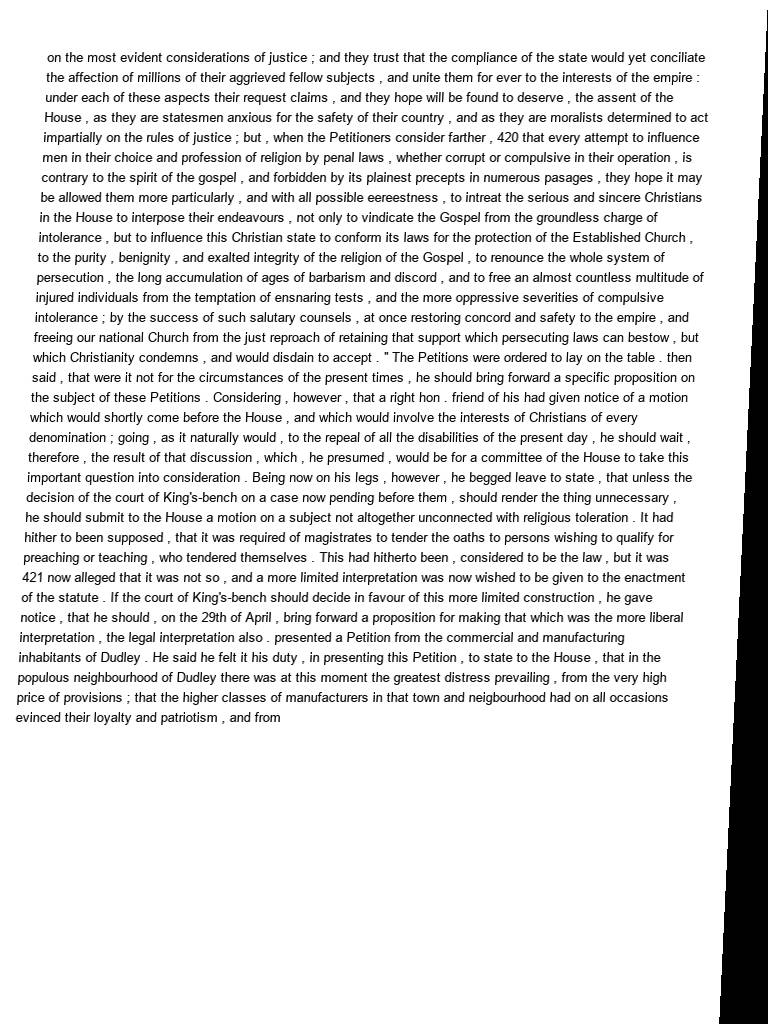 on the most evident considerations of justice ; and they trust that the compliance of the state would yet conciliate
the affection of millions of their aggrieved fellow subjects , and unite them for ever to the interests of the empire :
under each of these aspects their request claims , and they hope will be found to deserve , the assent of the
House , as they are statesmen anxious for the safety of their country , and as they are moralists determined to act
impartially on the rules of justice ; but , when the Petitioners consider farther , 420 that every attempt to influence
men in their choice and profession of religion by penal laws , whether corrupt or compulsive in their operation , is
contrary to the spirit of the gospel , and forbidden by its plainest precepts in numerous pasages , they hope it may
be allowed them more particularly , and with all possible eereestness , to intreat the serious and sincere Christians
in the House to interpose their endeavours , not only to vindicate the Gospel from the groundless charge of
intolerance , but to influence this Christian state to conform its laws for the protection of the Established Church ,
to the purity , benignity , and exalted integrity of the religion of the Gospel , to renounce the whole system of
persecution , the long accumulation of ages of barbarism and discord , and to free an almost countless multitude of
injured individuals from the temptation of ensnaring tests , and the more oppressive severities of compulsive
intolerance ; by the success of such salutary counsels , at once restoring concord and safety to the empire , and
freeing our national Church from the just reproach of retaining that support which persecuting laws can bestow , but
which Christianity condemns , and would disdain to accept . " The Petitions were ordered to lay on the table . then
said , that were it not for the circumstances of the present times , he should bring forward a specific proposition on
the subject of these Petitions . Considering , however , that a right hon . friend of his had given notice of a motion
which would shortly come before the House , and which would involve the interests of Christians of every
denomination ; going , as it naturally would , to the repeal of all the disabilities of the present day , he should wait ,
therefore , the result of that discussion , which , he presumed , would be for a committee of the House to take this
important question into consideration . Being now on his legs , however , he begged leave to state , that unless the
decision of the court of King's-bench on a case now pending before them , should render the thing unnecessary ,
he should submit to the House a motion on a subject not altogether unconnected with religious toleration . It had
hither to been supposed , that it was required of magistrates to tender the oaths to persons wishing to qualify for
preaching or teaching , who tendered themselves . This had hitherto been , considered to be the law , but it was
421 now alleged that it was not so , and a more limited interpretation was now wished to be given to the enactment
of the statute . If the court of King's-bench should decide in favour of this more limited construction , he gave
notice , that he should , on the 29th of April , bring forward a proposition for making that which was the more liberal
interpretation , the legal interpretation also . presented a Petition from the commercial and manufacturing
inhabitants of Dudley . He said he felt it his duty , in presenting this Petition , to state to the House , that in the
populous neighbourhood of Dudley there was at this moment the greatest distress prevailing , from the very high
price of provisions ; that the higher classes of manufacturers in that town and neigbourhood had on all occasions
evinced their loyalty and patriotism , and from